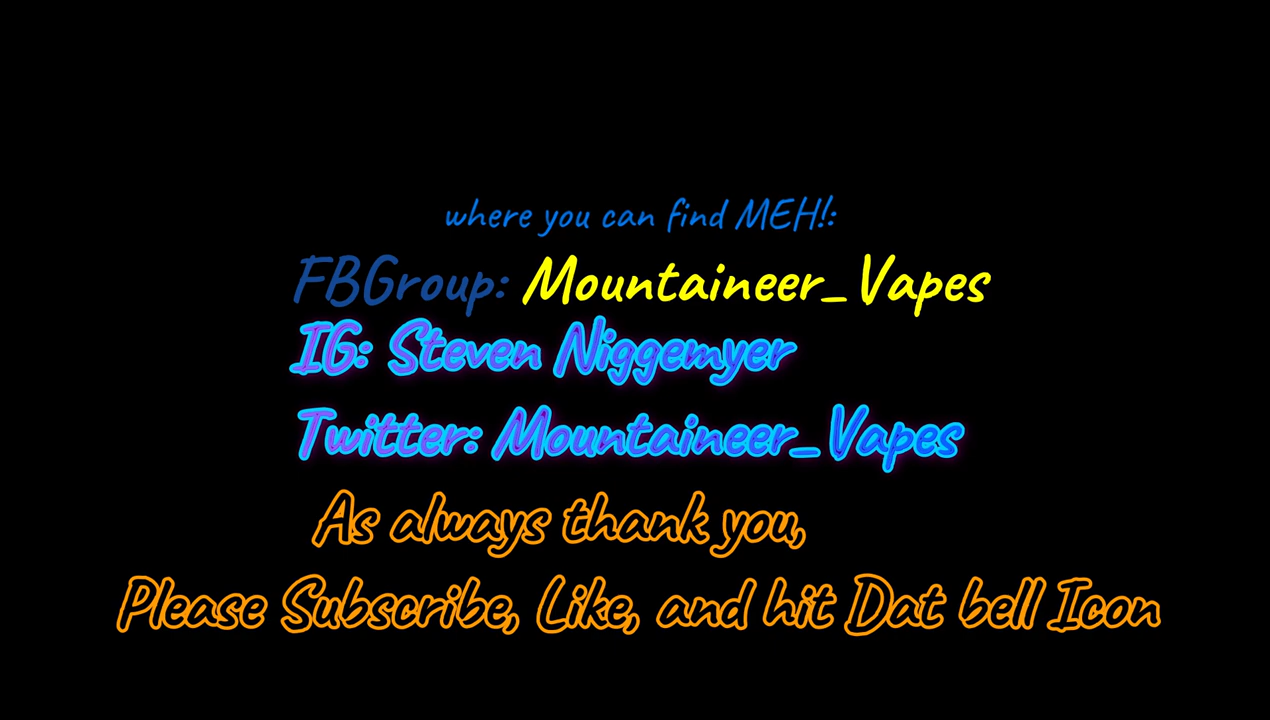 where you can find MEH!:
FBGroup: Mountaineer_Vapes
IG: Steven Niggemyer
Twitter: Mountaineer_Vapes
As always thank you,
Please Subscribe, Like, and hit Dat bell Icon